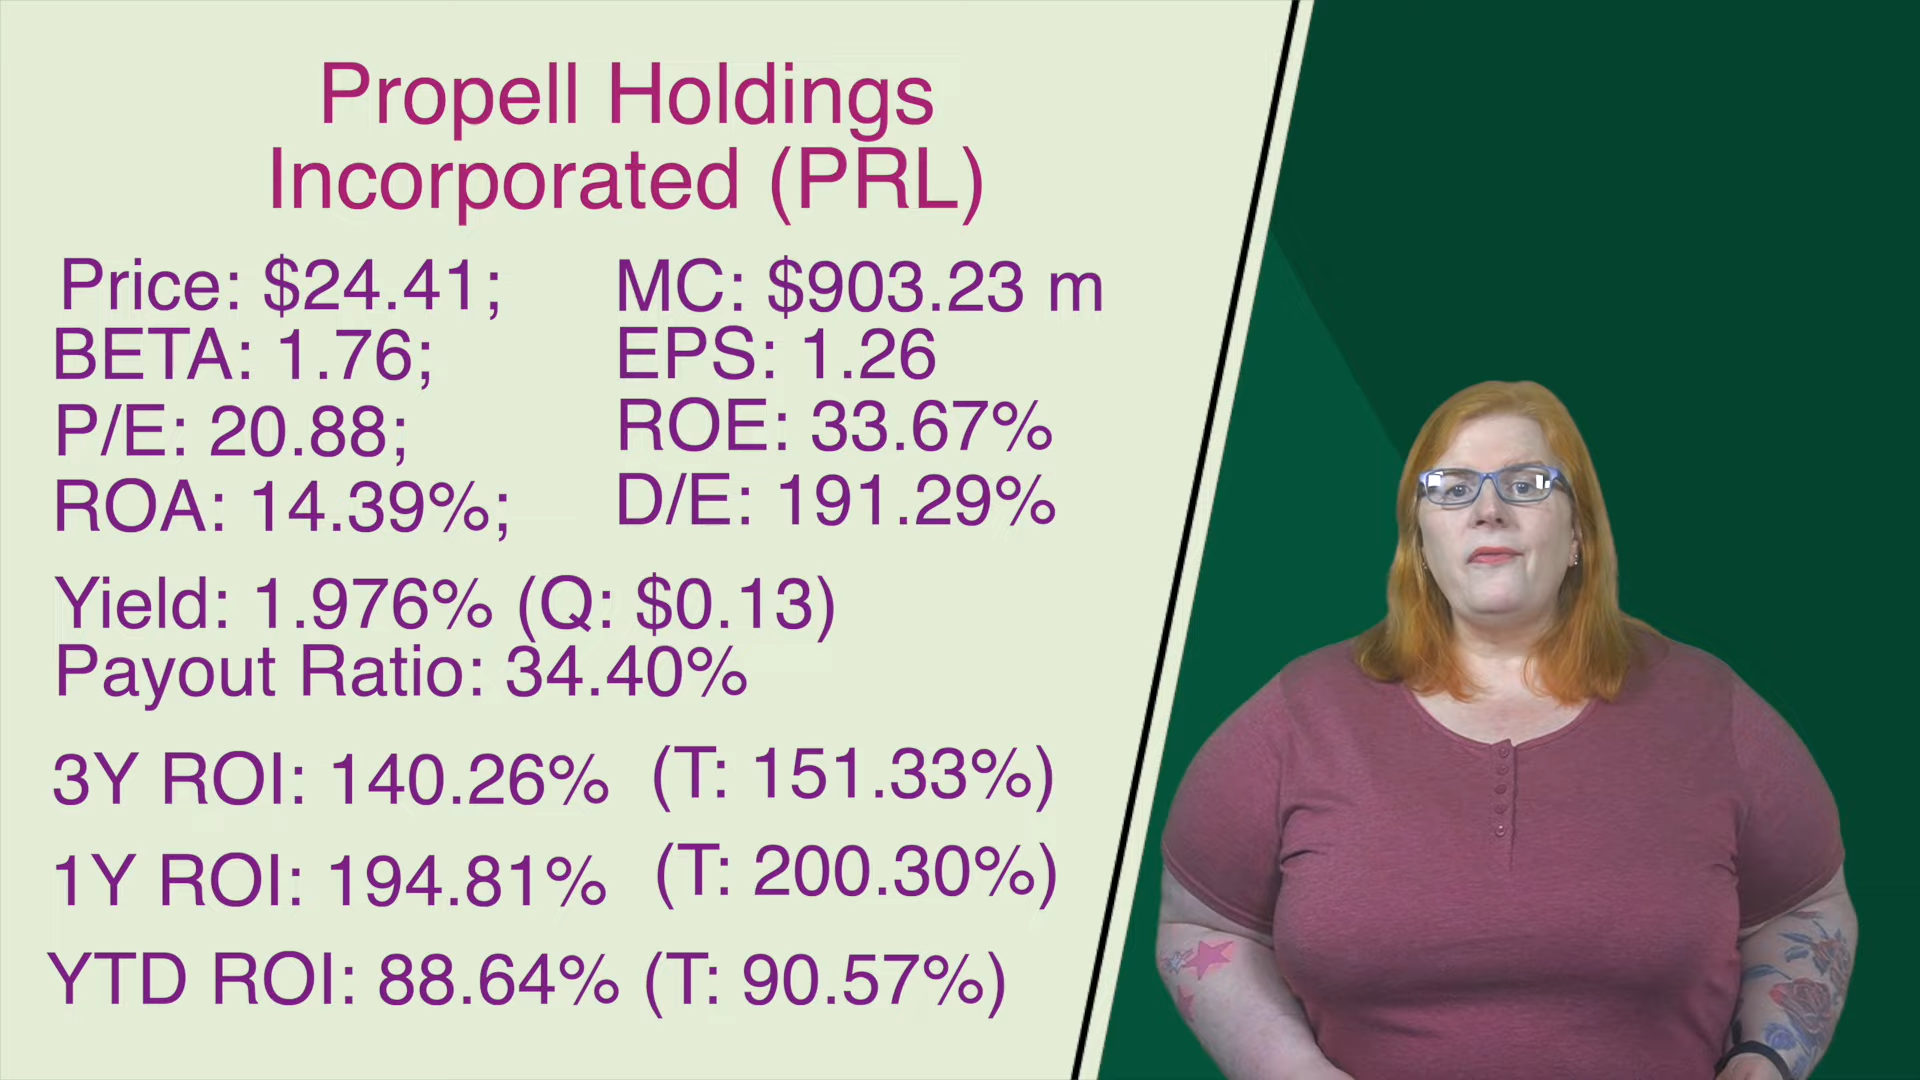 Propell Holdings
Incorporated (PRL)
Price: $24.41; MC: $903.23 m
BETA: 1.76; EPS: 1.26
P/E: 20.88; ROE: 33.67%
ROA: 14.39%; D/E: 191.29%
Yield: 1.976% (Q: $0.13)
Payout Ratio: 34.40%
3Y ROI: 140.26% (T: 151.33%)
1Y ROI: 194.81% (T: 200.30%)
YTD ROI: 88.64% (T: 90.57%)